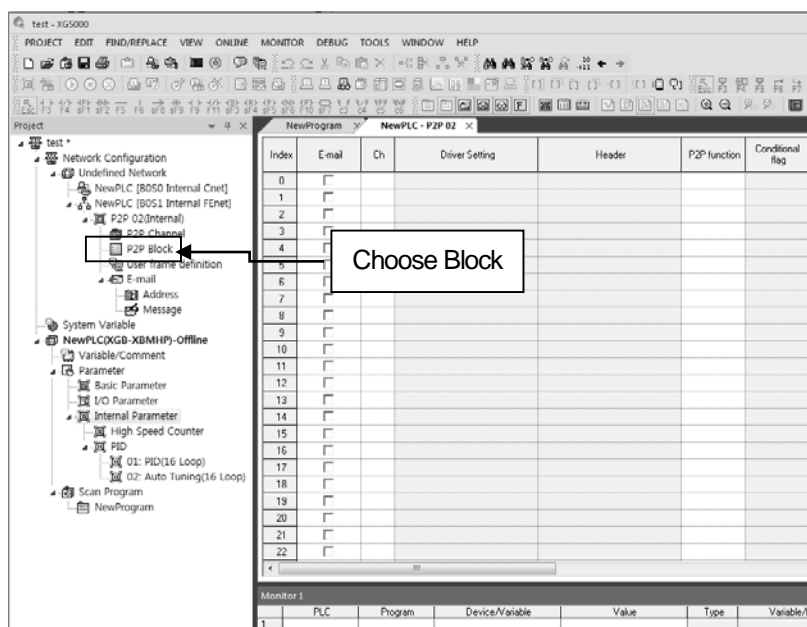 test - XG5000
PROJECT EDIT FIND/REPLACE VIEW ONLINE MONITOR DEBUG TOOLS WINDOW HELP
Project
NewProgram
NewPLC - P2P 02
test *
Network Configuration
Undefined Network
NewPLC [B0S0 Internal Cnet]
NewPLC [B0S1 Internal FEnet]
P2P 02(Internal)
P2P Channel
P2P Block
User frame definition
E-mail
Address
Message
System Variable
NewPLC(XGB-XBMHP)-Offline
Variable/Comment
Parameter
Basic Parameter
I/O Parameter
Internal Parameter
High Speed Counter
PID
01: PID(16 Loop)
02: Auto Tuning(16 Loop)
Scan Program
NewProgram
Index E-mail Ch Driver Setting Header P2P function Conditional flag
0
1
2
3
4
5
6
7
8
9
10
11
12
13
14
15
16
17
18
19
20
21
22
Choose Block
Monitor 1
PLC Program Device/Variable Value Type Variable/
1